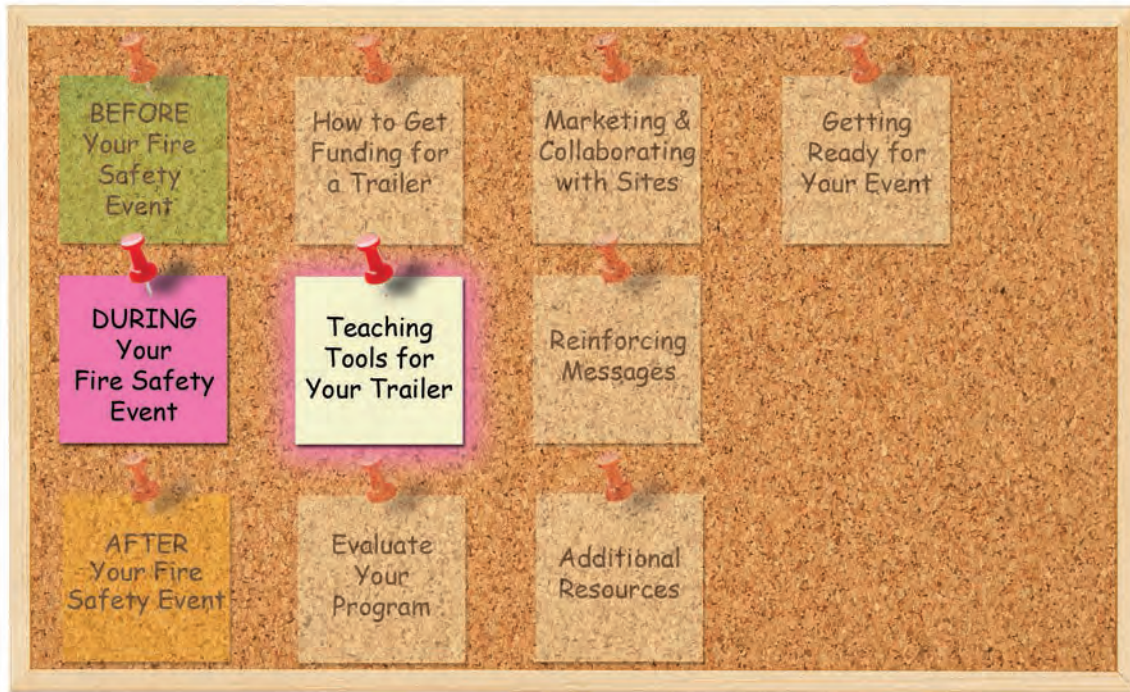 BEFORE
Your Fire
Safety
Event
How to Get
Funding for
a Trailer
Marketing &
Collaborating
with Sites
Getting
Ready for
Your Event
DURING
Your
Fire Safety
Event
Teaching
Tools for
Your Trailer
Reinforcing
Messages
AFTER
Your Fire
Safety Event
Evaluate
Your
Program
Additional
Resources